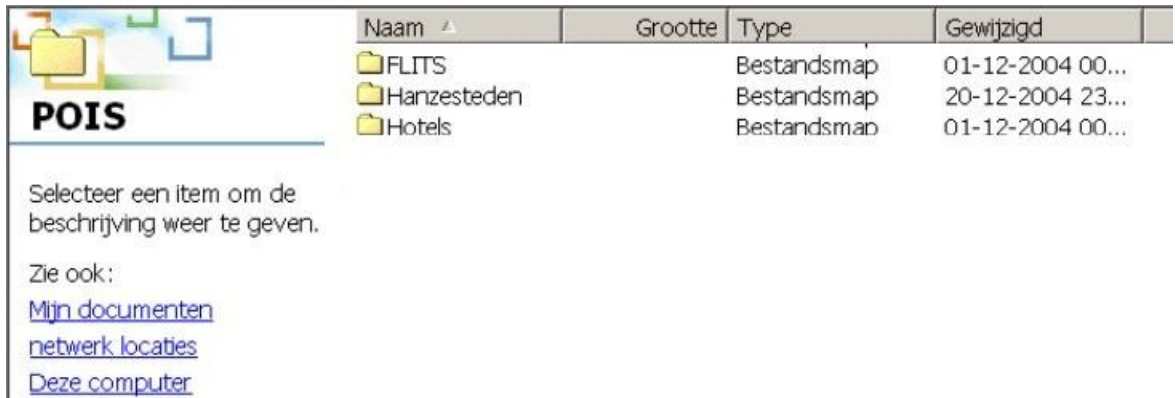 POIS
Selecteer een item om de
beschrijving weer te geven.
Zie ook:
Mijn documenten
netwerk locaties
Deze computer
Naam Grootte Type Gewijzigd
FLITS Bestandsmap 01-12-2004 00...
Hanzesteden Bestandsmap 20-12-2004 23...
Hotels Bestandsmap 01-12-2004 00...